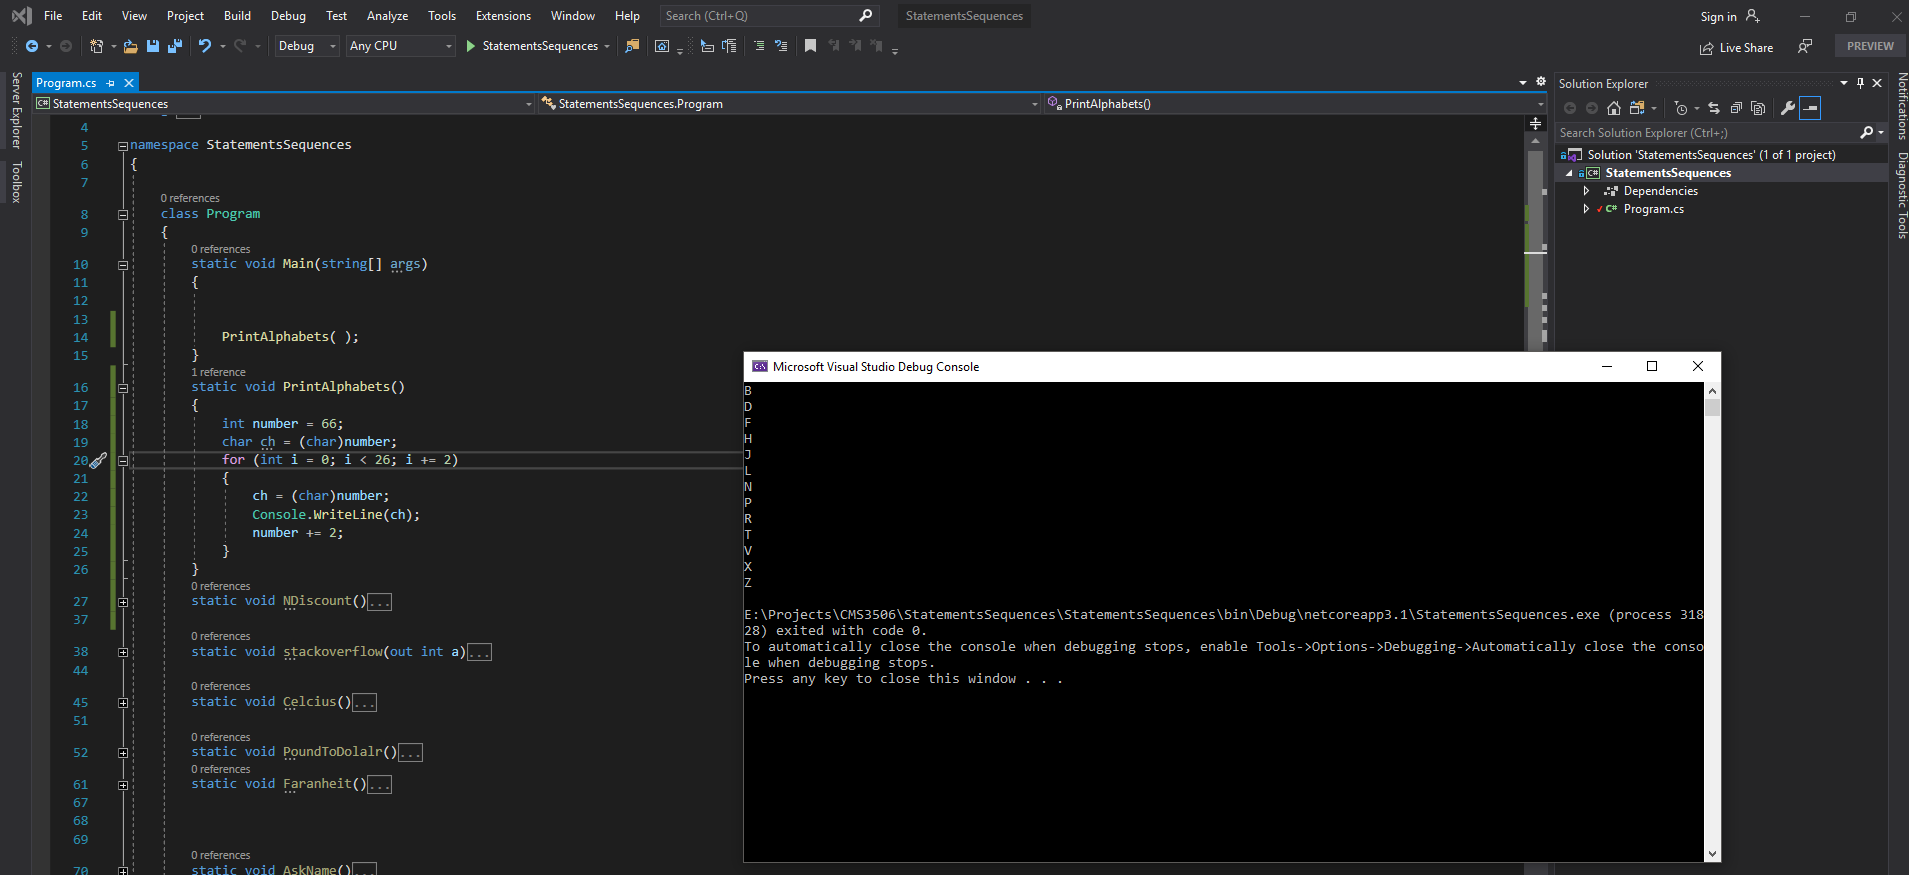 File Edit View Project Build Debug Test Analyze Tools Extensions Window Help Search (Ctrl+Q) StatementsSequences Sign in
Debug Any CPU StatementsSequences Live Share PREVIEW
Server Explorer
Toolbox
Program.cs
C# StatementsSequences StatementsSequences.Program PrintAlphabets()
4
5 namespace StatementsSequences
6 {
7
0 references
8 class Program
9 {
0 references
10 static void Main(string[] args)
11 {
12
13
14 PrintAlphabets( );
15 }
1 reference
16 static void PrintAlphabets()
17 {
18 int number = 66;
19 char ch = (char)number;
20 for (int i = 0; i < 26; i += 2)
21 {
22 ch = (char)number;
23 Console.WriteLine(ch);
24 number += 2;
25 }
26 }
0 references
27 static void NDiscount()...
37
0 references
38 static void stackoverflow(out int a)...
44
0 references
45 static void Celcius()...
51
0 references
52 static void PoundToDolalr()...
0 references
61 static void Faranheit()...
67
68
69
0 references
70 static void AskName()...
Microsoft Visual Studio Debug Console
B
D
F
H
J
L
N
P
R
T
V
X
Z
E:\Projects\CMS3506\StatementsSequences\StatementsSequences\bin\Debug\netcoreapp3.1\StatementsSequences.exe (process 318
28) exited with code 0.
To automatically close the console when debugging stops, enable Tools->Options->Debugging->Automatically close the conso
le when debugging stops.
Press any key to close this window . . .
Solution Explorer
Search Solution Explorer (Ctrl+;)
Solution 'StatementsSequences' (1 of 1 project)
C# StatementsSequences
Dependencies
C# Program.cs
Notifications
Diagnostic Tools